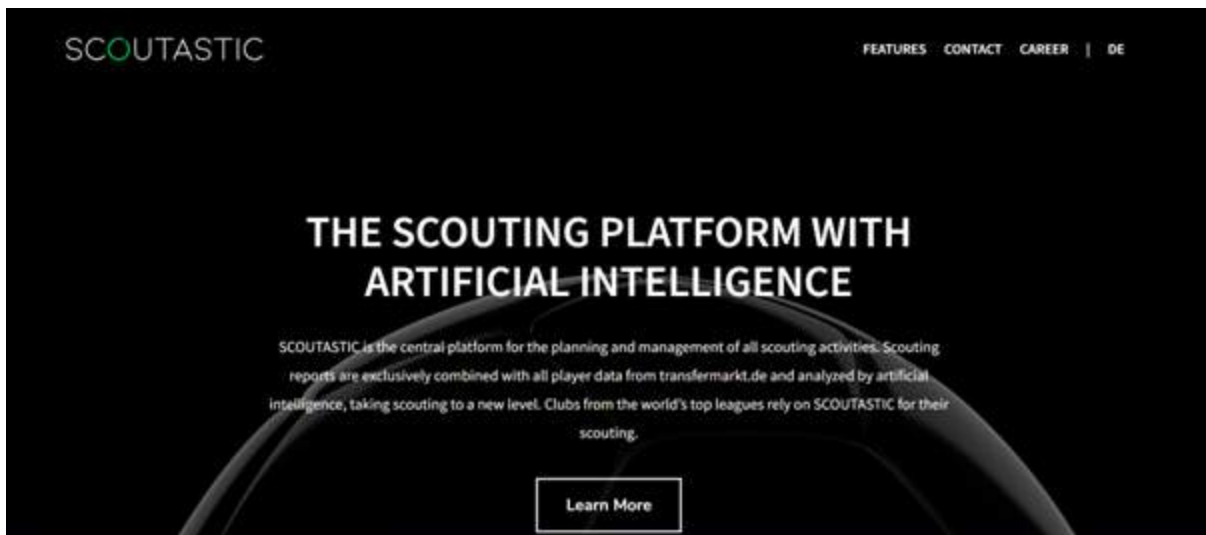 SCOUTASTIC
FEATURES CONTACT CAREER | DE
THE SCOUTING PLATFORM WITH
ARTIFICIAL INTELLIGENCE
SCOUTASTIC is the central platform for the planning and management of all scouting activities. Scouting
reports are exclusively combined with all player data from transfermarkt.de and analyzed by artificial
intelligence, taking scouting to a new level. Clubs from the world's top leagues rely on SCOUTASTIC for their
scouting.
Learn More